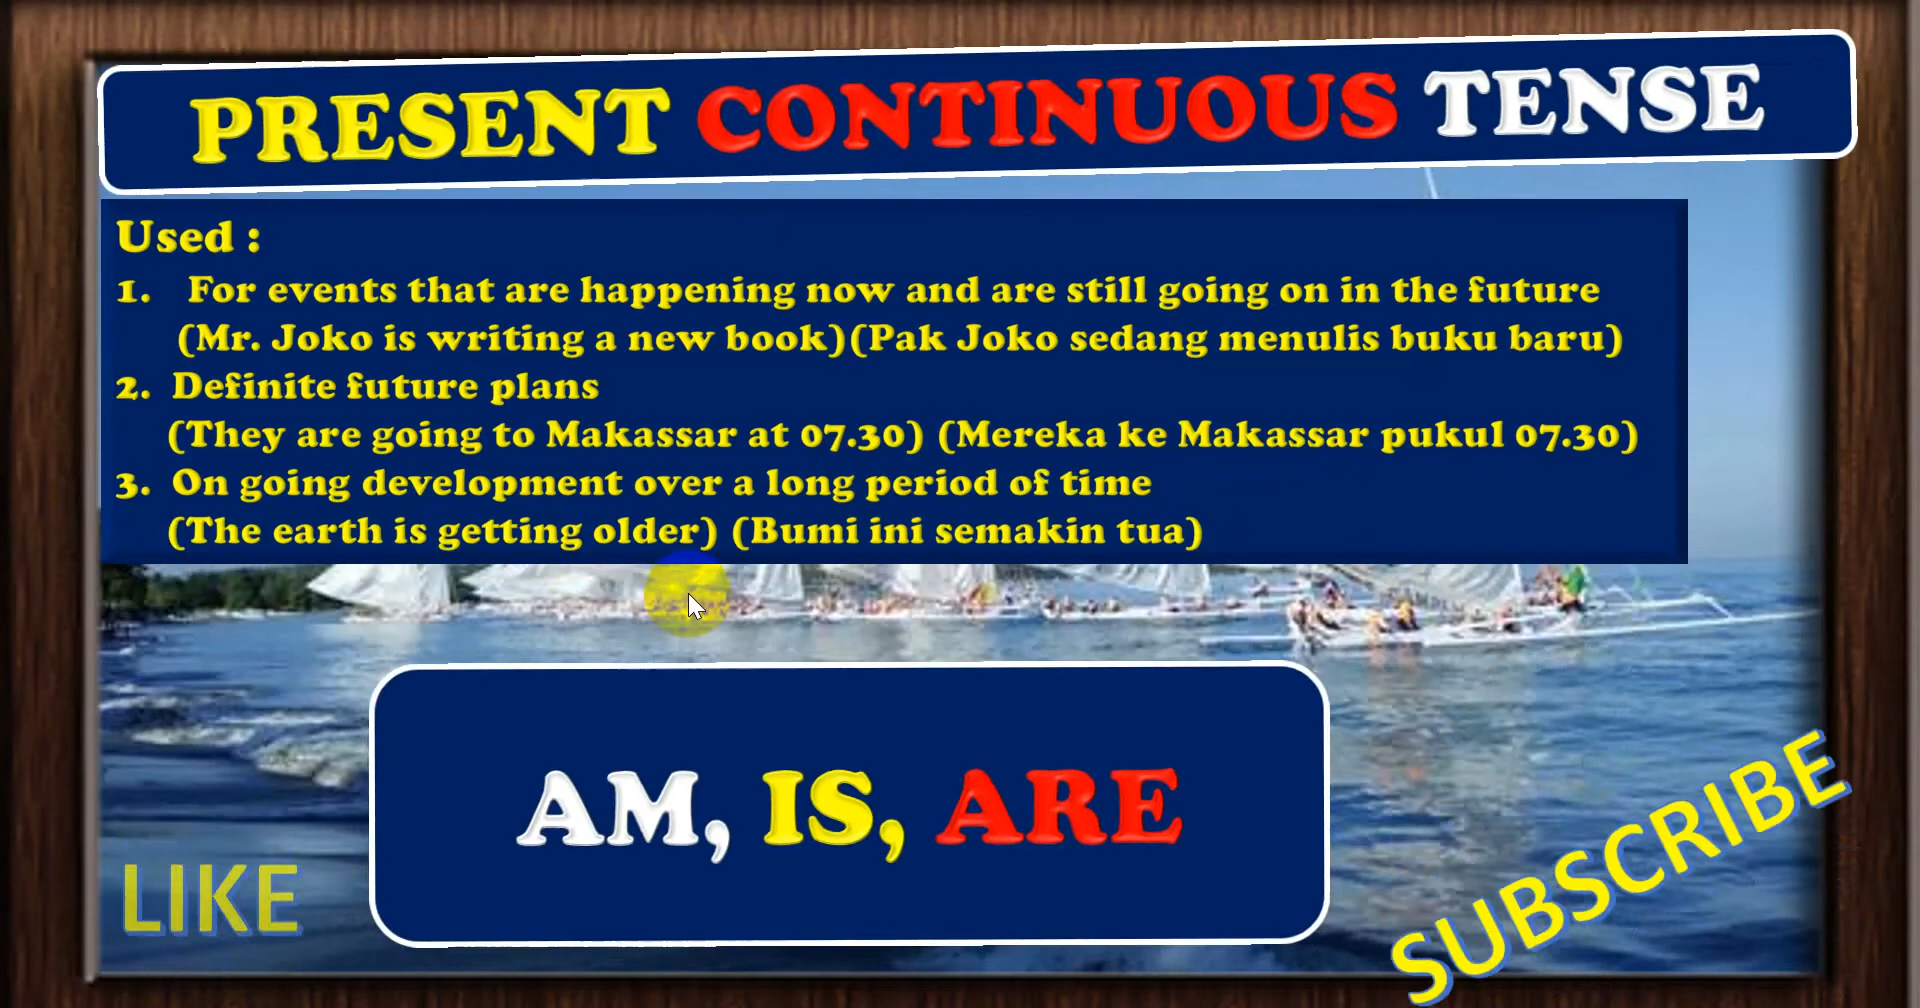 PRESENT CONTINUOUS TENSE
Used :
1. For events that are happening now and are still going on in the future
(Mr. Joko is writing a new book)(Pak Joko sedang menulis buku baru)
2. Definite future plans
(They are going to Makassar at 07.30) (Mereka ke Makassar pukul 07.30)
3. On going development over a long period of time
(The earth is getting older) (Bumi ini semakin tua)
AM, IS, ARE
LIKE
SUBSCRIBE